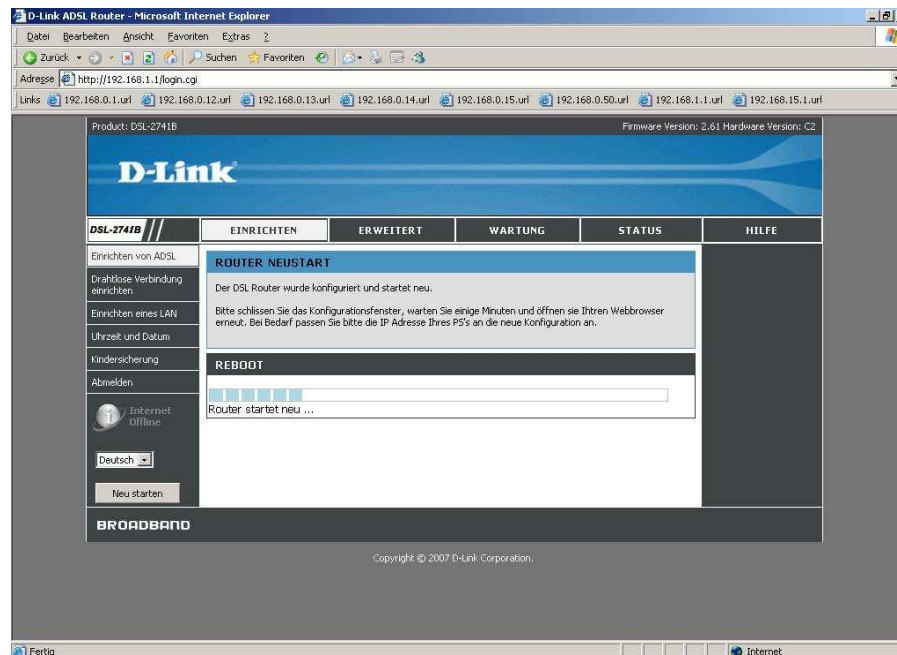 D-Link ADSL Router - Microsoft Internet Explorer
Datei Bearbeiten Ansicht Favoriten Extras ?
Zurück Suchen Favoriten
Adresse http://192.168.1.1/login.cgi
Links 192.168.0.1.url 192.168.0.12.url 192.168.0.13.url 192.168.0.14.url 192.168.0.15.url 192.168.0.50.url 192.168.1.1.url 192.168.15.1.url
Product: DSL-2741B Firmware Version: 2.61 Hardware Version: C2
D-Link
DSL-2741B EINRICHTEN ERWEITERT WARTUNG STATUS HILFE
Einrichten von ADSL
Drahtlose Verbindung
einrichten
Einrichten eines LAN
Uhrzeit und Datum
Kindersicherung
Abmelden
Internet
Offline
Deutsch
Neu starten
ROUTER NEUSTART
Der DSL Router wurde konfiguriert und startet neu.
Bitte schlissen Sie das Konfigurationsfenster, warten Sie einige Minuten und öffnen sie Ihtren Webbrowser
erneut. Bei Bedarf passen Sie bitte die IP Adresse Ihres PS's an die neue Konfiguration an.
REBOOT
Router startet neu ...
BROADBAND
Copyright © 2007 D-Link Corporation.
Fertig Internet